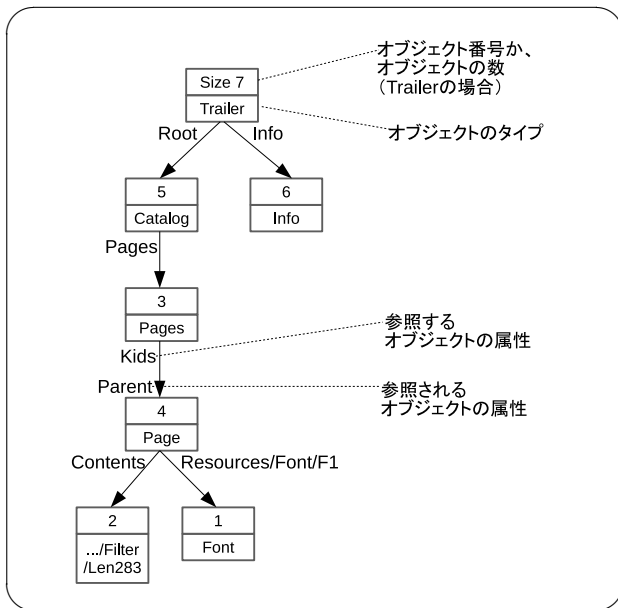 Size 7
Trailer
オブジェクト番号か、
オブジェクトの数
（Trailerの場合）
オブジェクトのタイプ
Root
Info
5
Catalog
6
Info
Pages
3
Pages
参照する
オブジェクトの属性
Kids
Parent
参照される
オブジェクトの属性
4
Page
Contents
Resources/Font/F1
2
.../Filter
/Len283
1
Font